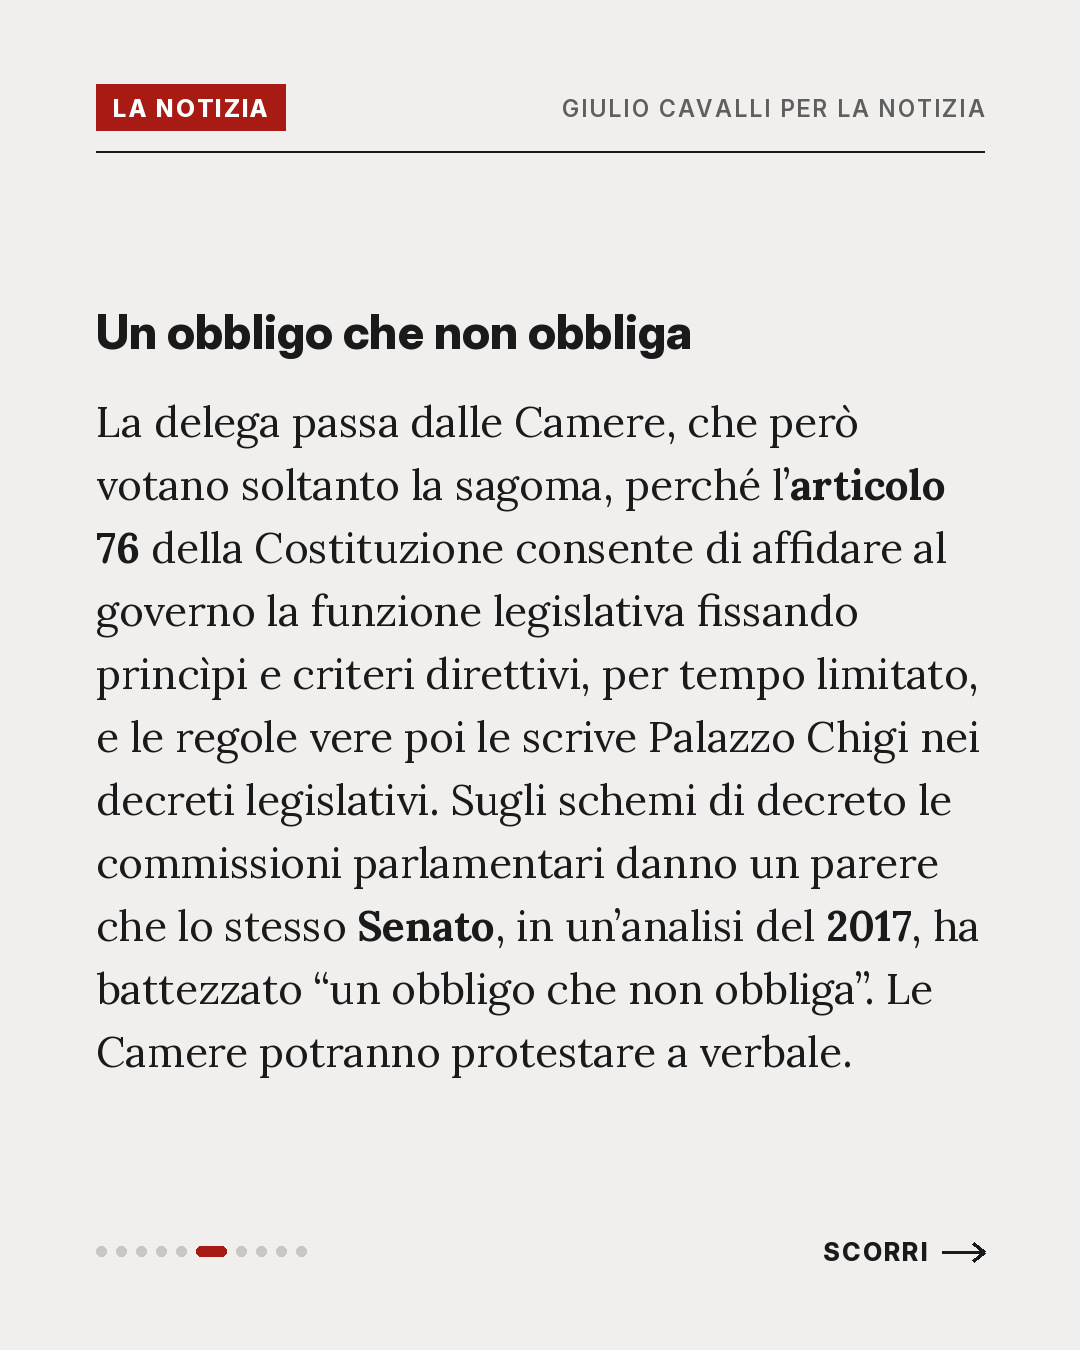 LA NOTIZIA
GIULIO CAVALLI PER LA NOTIZIA
Un obbligo che non obbliga
La delega passa dalle Camere, che però
votano soltanto la sagoma, perché l’articolo
76 della Costituzione consente di affidare al
governo la funzione legislativa fissando
princìpi e criteri direttivi, per tempo limitato,
e le regole vere poi le scrive Palazzo Chigi nei
decreti legislativi. Sugli schemi di decreto le
commissioni parlamentari danno un parere
che lo stesso Senato, in un’analisi del 2017, ha
battezzato “un obbligo che non obbliga”. Le
Camere potranno protestare a verbale.
SCORRI